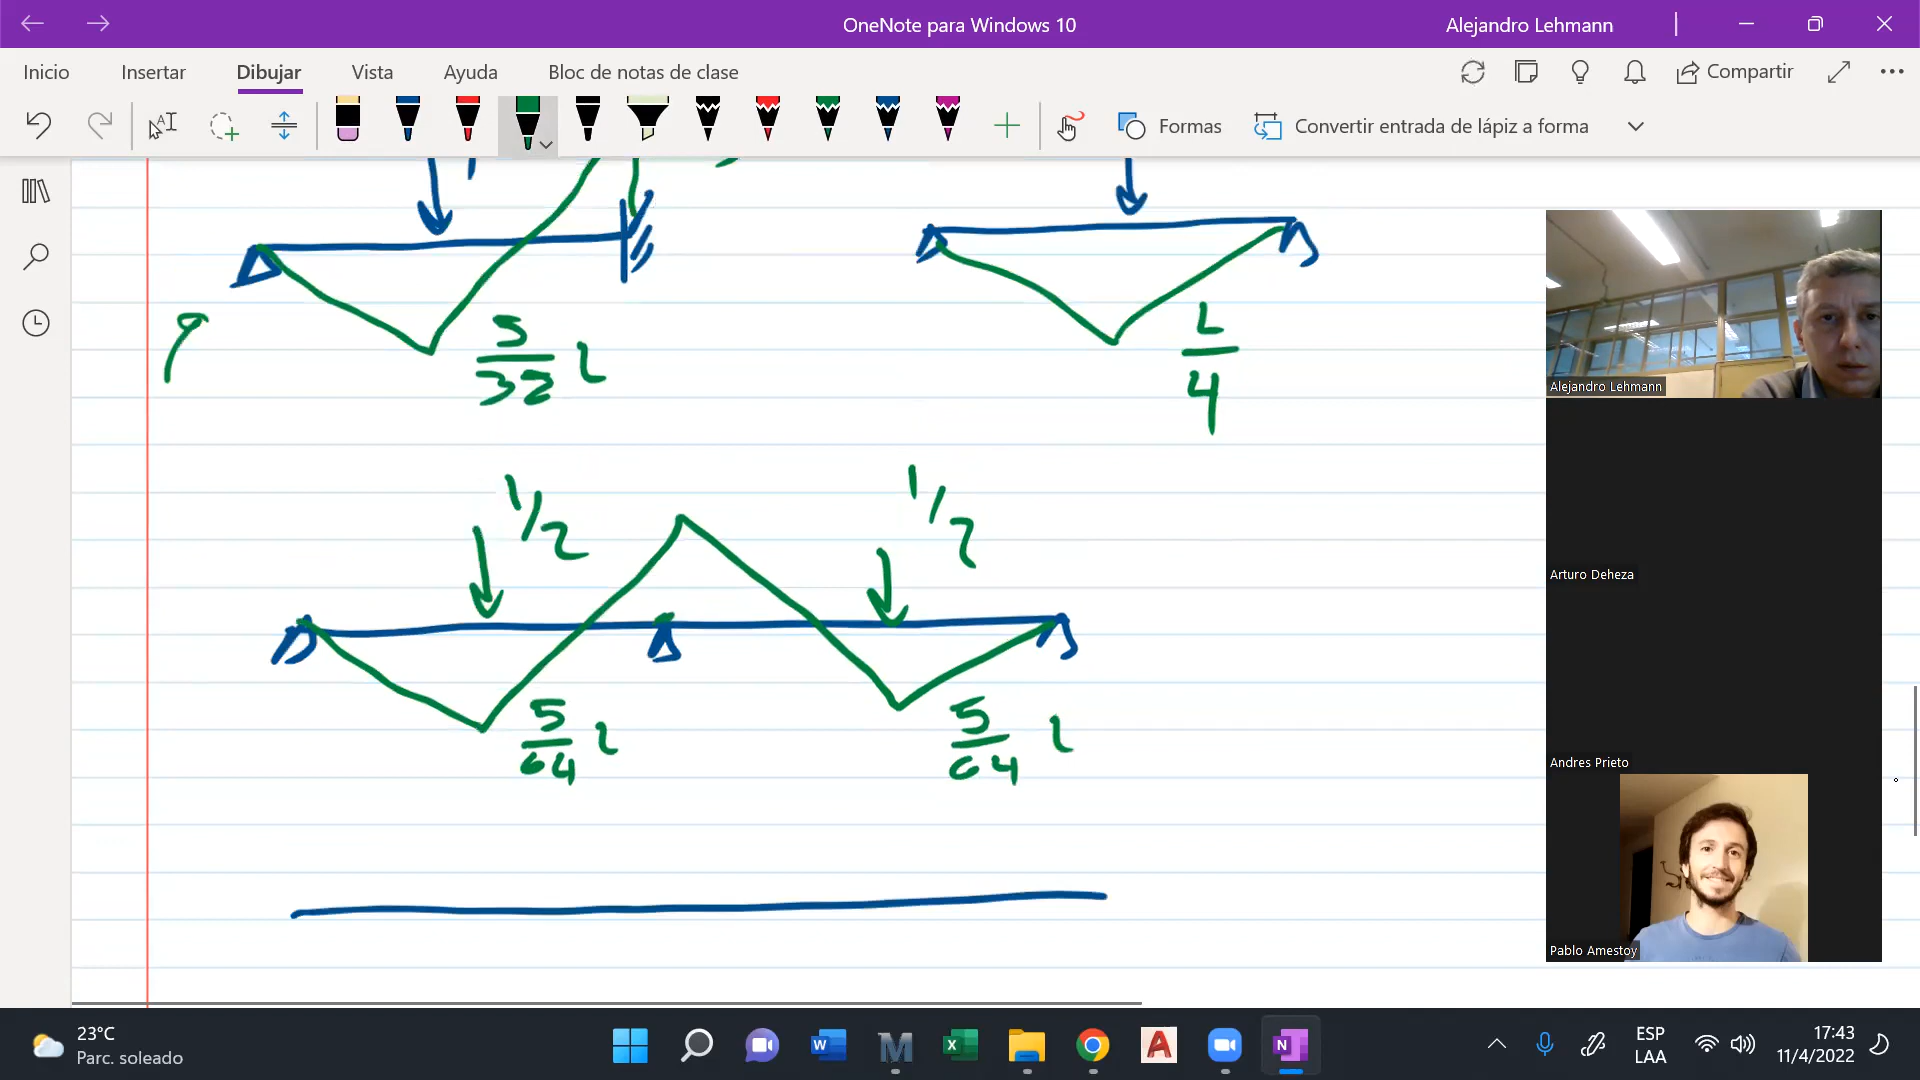 OneNote para Windows 10
Alejandro Lehmann
Inicio
Insertar
Dibujar
Vista
Ayuda
Bloc de notas de clase
Compartir
Formas
Convertir entrada de lápiz a forma
5/32 L
L/4
1/2
1/2
5/64 L
5/64 L
Alejandro Lehmann
Arturo Deheza
Andres Prieto
Pablo Amestoy
23°C
Parc. soleado
ESP
LAA
17:43
11/4/2022